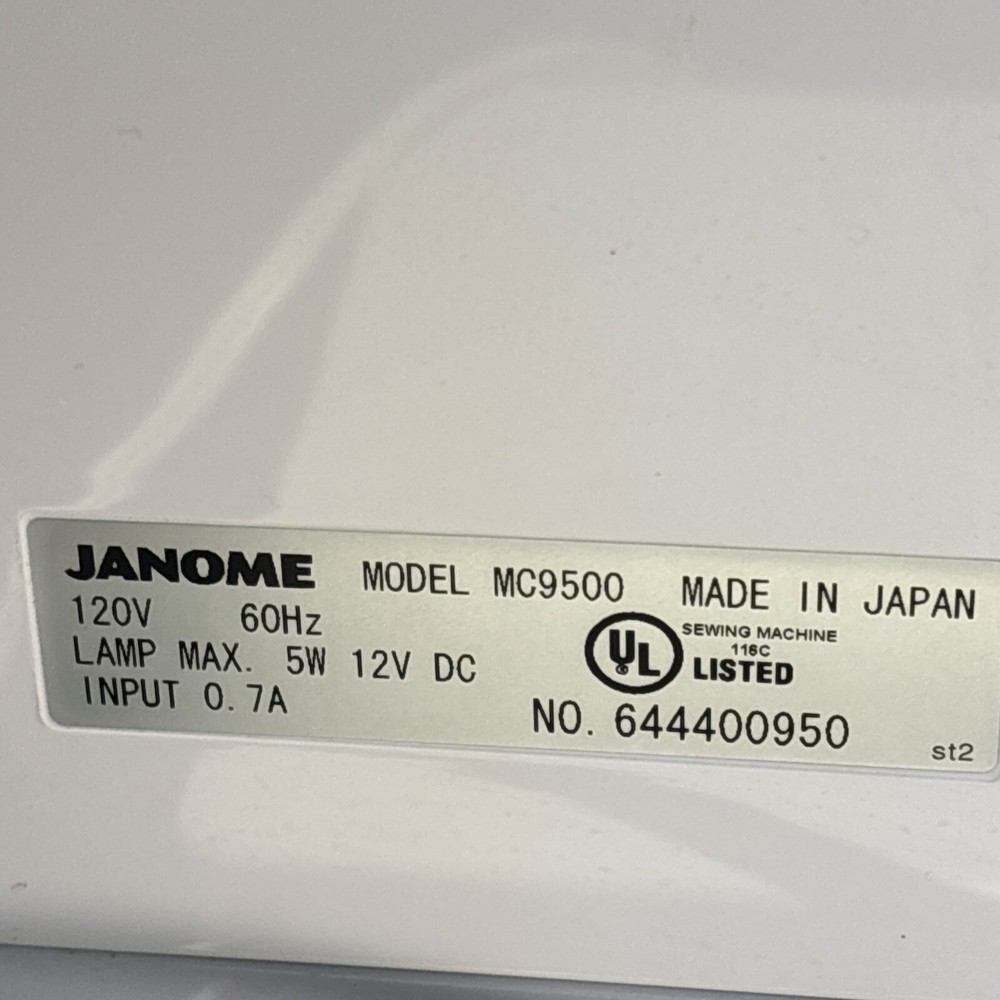 JANOME MODEL MC9500 MADE IN JAPAN
120V 60Hz
LAMP MAX. 5W 12V DC
INPUT 0.7A
UL
SEWING MACHINE
116C
LISTED
NO. 644400950
st2